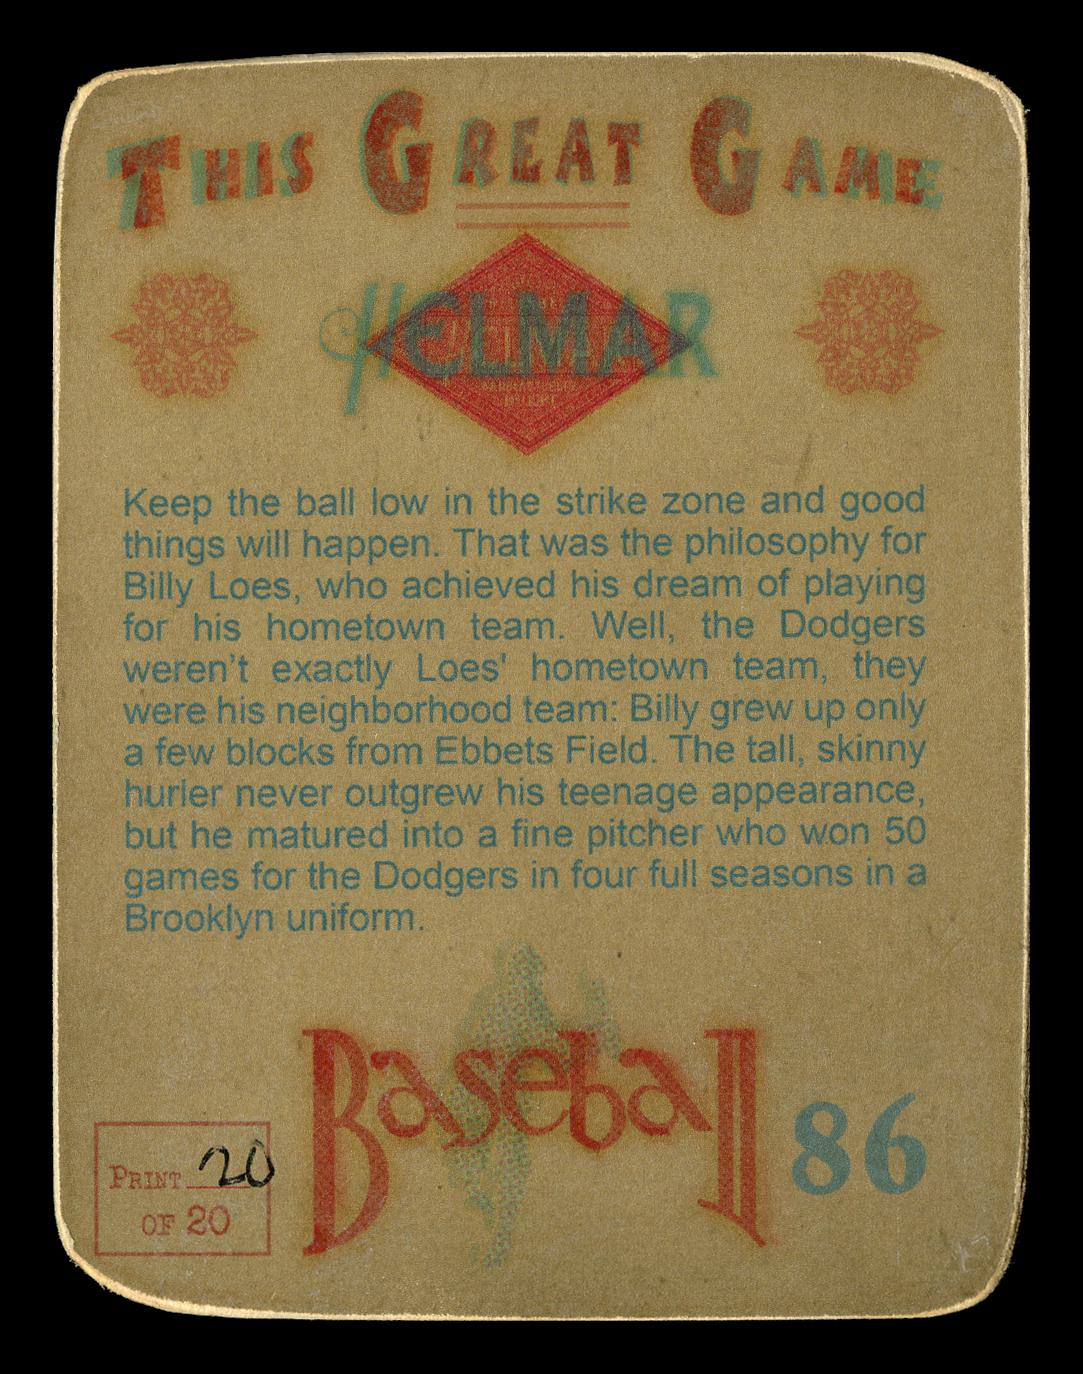 THIS GREAT GAME
HELMAR
Keep the ball low in the strike zone and good
things will happen. That was the philosophy for
Billy Loes, who achieved his dream of playing
for his hometown team. Well, the Dodgers
weren't exactly Loes' hometown team, they
were his neighborhood team: Billy grew up only
a few blocks from Ebbets Field. The tall, skinny
hurler never outgrew his teenage appearance,
but he matured into a fine pitcher who won 50
games for the Dodgers in four full seasons in a
Brooklyn uniform.
Baseball
86
PRINT 20
OF 20